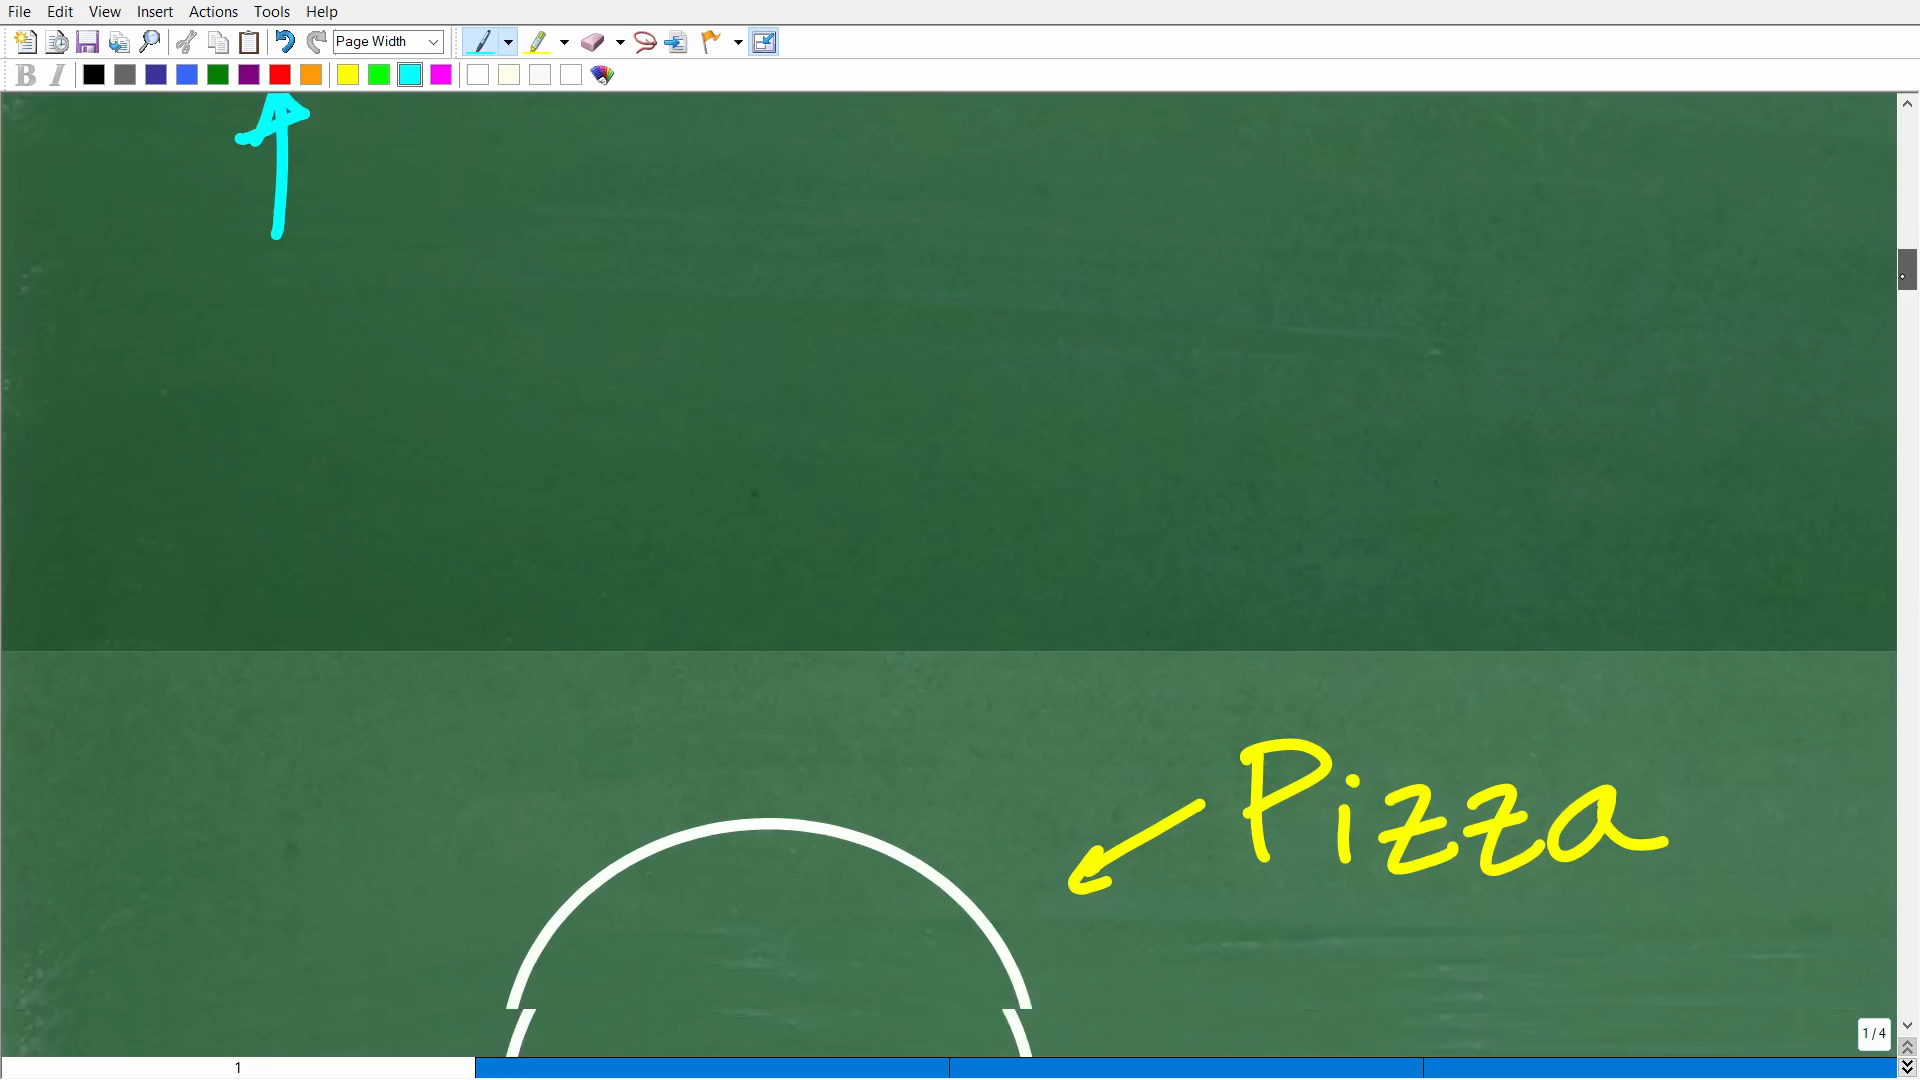 File Edit View Insert Actions Tools Help
Page Width
B I
Pizza
1 / 4
1